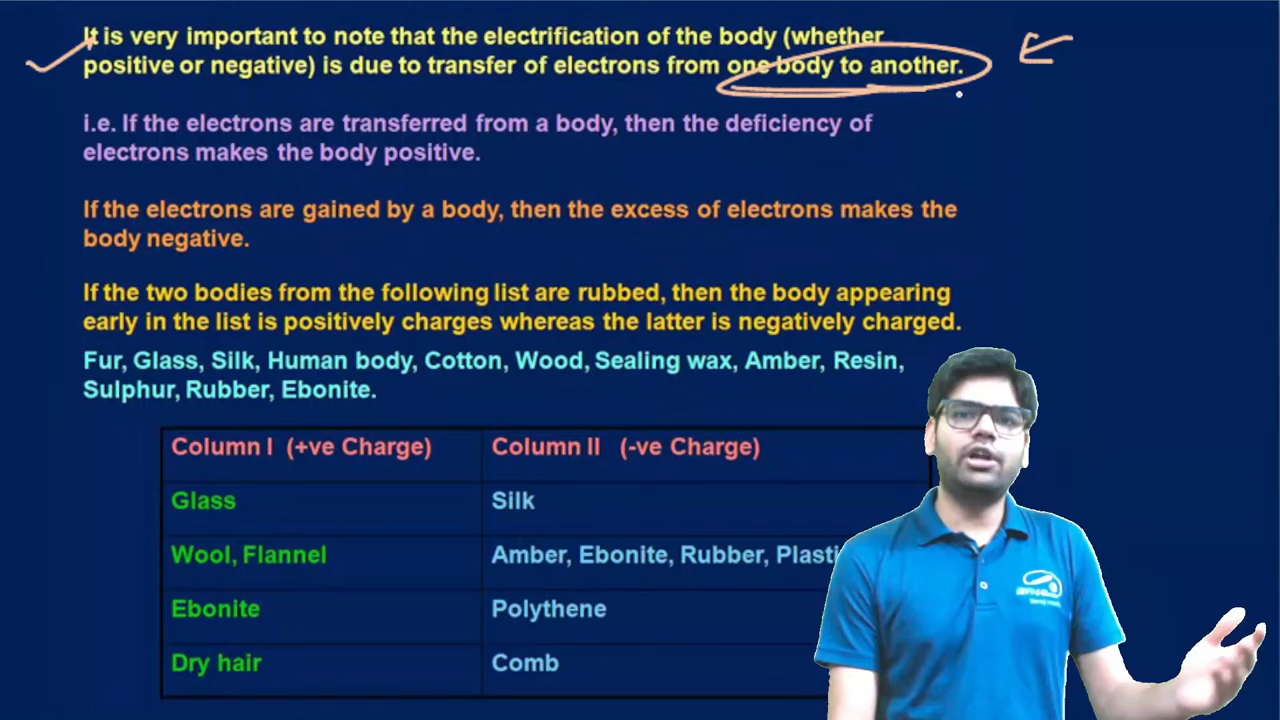 It is very important to note that the electrification of the body (whether
positive or negative) is due to transfer of electrons from one body to another.
i.e. If the electrons are transferred from a body, then the deficiency of
electrons makes the body positive.
If the electrons are gained by a body, then the excess of electrons makes the
body negative.
If the two bodies from the following list are rubbed, then the body appearing
early in the list is positively charges whereas the latter is negatively charged.
Fur, Glass, Silk, Human body, Cotton, Wood, Sealing wax, Amber, Resin,
Sulphur, Rubber, Ebonite.
Column I (+ve Charge) Column II (-ve Charge)
Glass Silk
Wool, Flannel Amber, Ebonite, Rubber, Plasti
Ebonite Polythene
Dry hair Comb